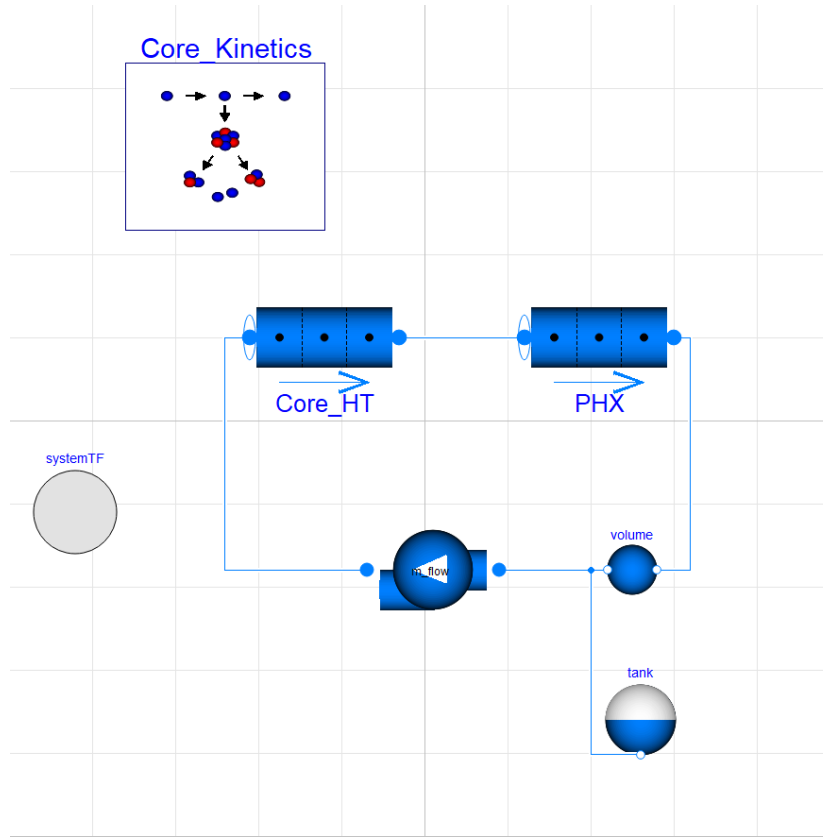 Core_Kinetics
Core_HT
PHX
systemTF
volume
m_flow
tank